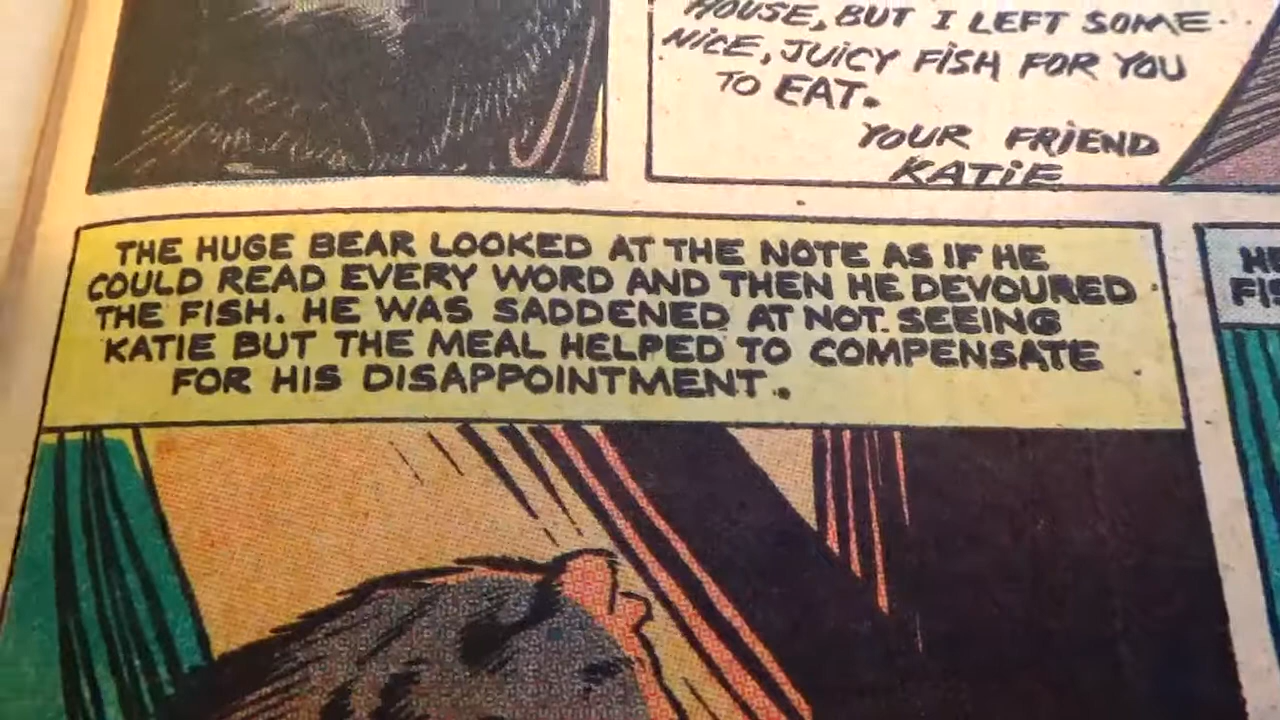 HOUSE, BUT I LEFT SOME
NICE, JUICY FISH FOR YOU
TO EAT.
YOUR FRIEND
KATIE
THE HUGE BEAR LOOKED AT THE NOTE AS IF HE
COULD READ EVERY WORD AND THEN HE DEVOURED
THE FISH. HE WAS SADDENED AT NOT SEEING
KATIE BUT THE MEAL HELPED TO COMPENSATE
FOR HIS DISAPPOINTMENT.